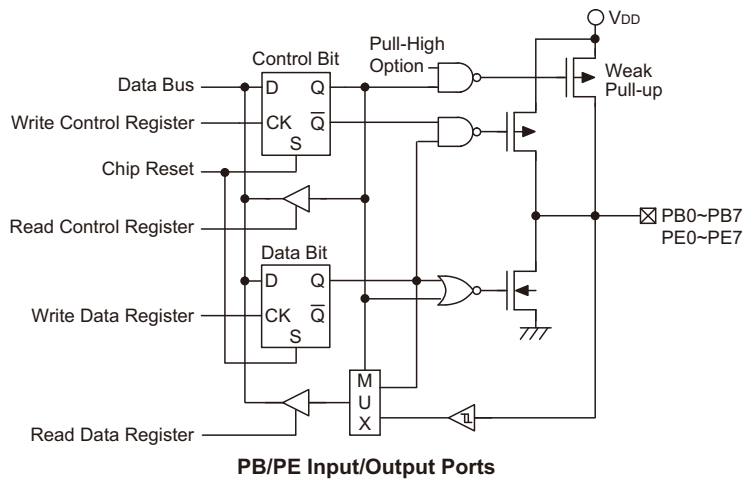 VDD
Control Bit
Pull-High
Option
Weak
Pull-up
Data Bus
D Q
Write Control Register
CK Q̅
S
Chip Reset
Read Control Register
PB0~PB7
PE0~PE7
Data Bit
D Q
Write Data Register
CK Q̅
S
M
U
X
Read Data Register
PB/PE Input/Output Ports